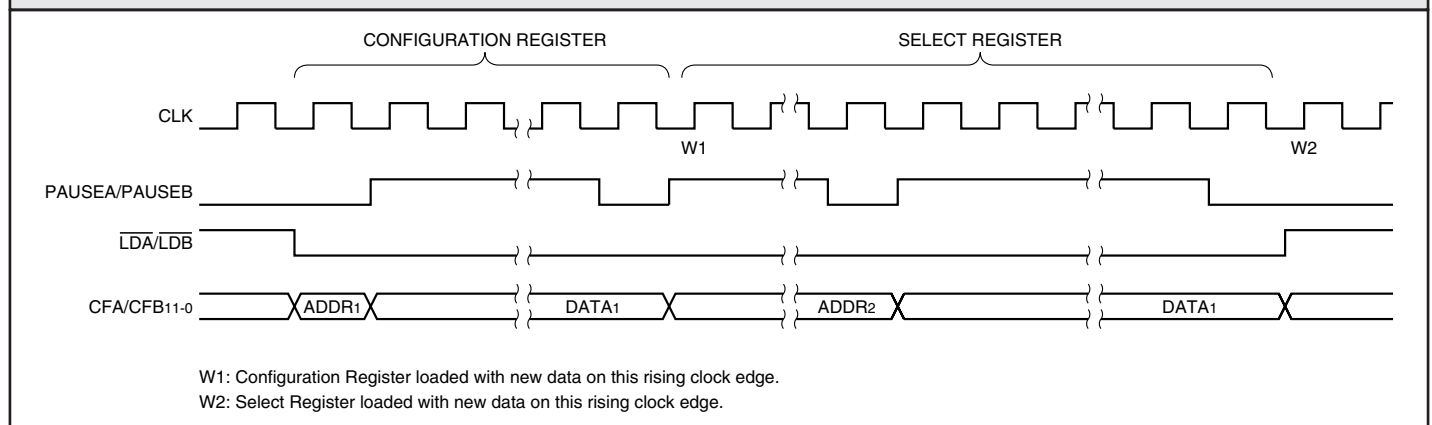 CONFIGURATION REGISTER SELECT REGISTER
CLK
W1 W2
PAUSEA/PAUSEB
LDA/LDB
CFA/CFB11-0 ADDR1 DATA1 ADDR2 DATA1
W1: Configuration Register loaded with new data on this rising clock edge.
W2: Select Register loaded with new data on this rising clock edge.